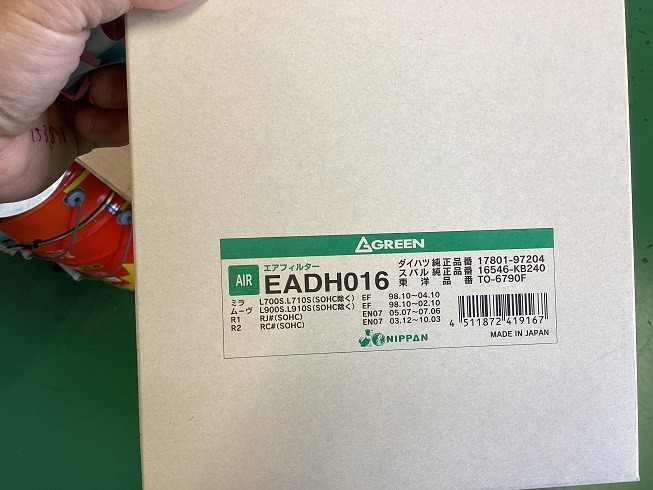 GREEN
AIR
エアフィルター
EADH016
ダイハツ純正品番 17801-97204
スバル純正品番 16546-KB240
東洋品番 TO-6790F
ミラ L700S.L710S(SOHC除く) EF 98.10~04.10
ムーヴ L900S.L910S(SOHC除く) EF 98.10~02.10
R1 RJ#(SOHC) EN07 05.07~07.06
R2 RC#(SOHC) EN07 03.12~10.03
4 511872 419167
NIPPAN
MADE IN JAPAN